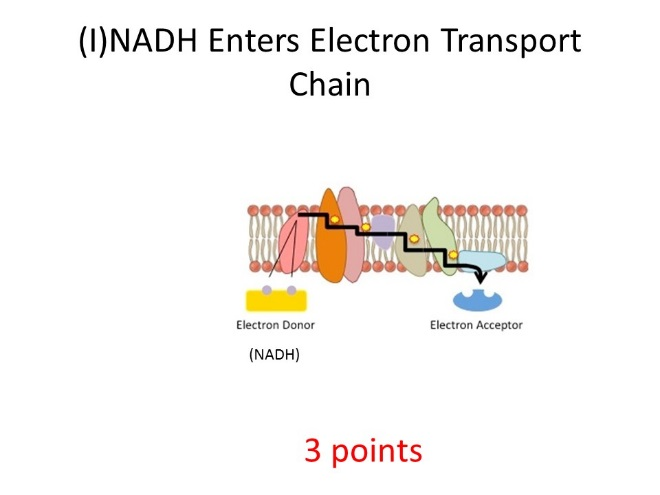 (I)NADH Enters Electron Transport
Chain
Electron Donor
Electron Acceptor
(NADH)
3 points